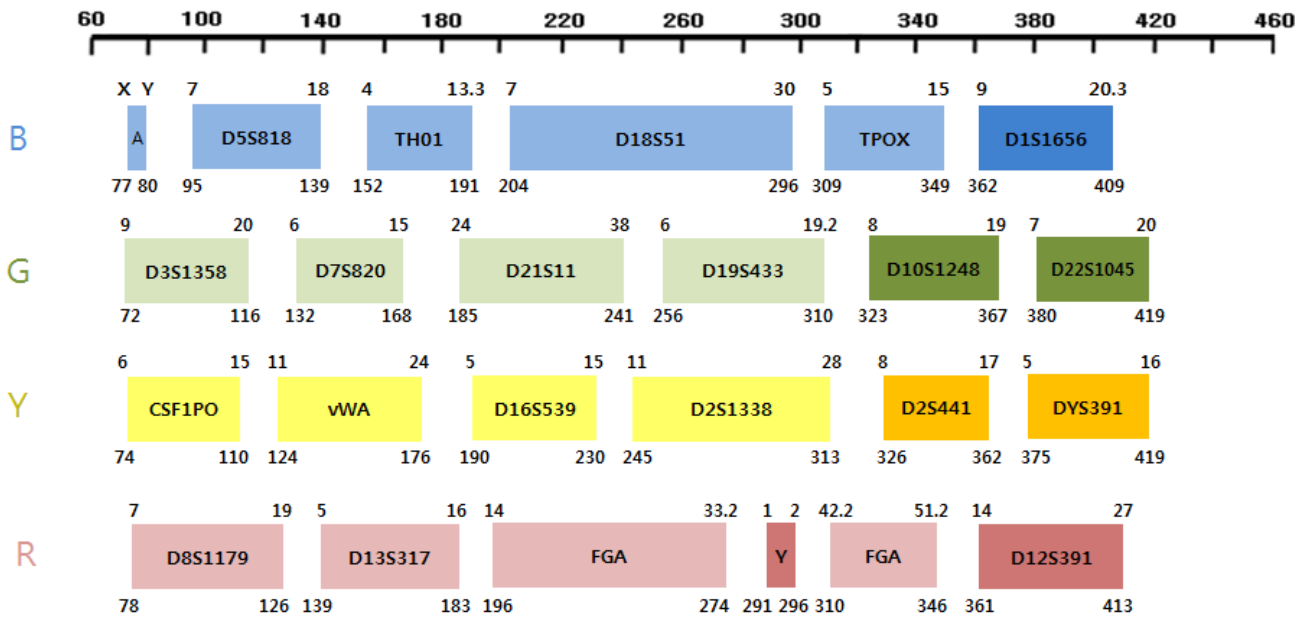 60 100 140 180 220 260 300 340 380 420 460
X Y 7 18 4 13.3 7 30 5 15 9 20.3
B A D5S818 TH01 D18S51 TPOX D1S1656
77 80 95 139 152 191 204 296 309 349 362 409
9 20 6 15 24 38 6 19.2 8 19 7 20
G D3S1358 D7S820 D21S11 D19S433 D10S1248 D22S1045
72 116 132 168 185 241 256 310 323 367 380 419
6 15 11 24 5 15 11 28 8 17 5 16
Y CSF1PO vWA D16S539 D2S1338 D2S441 DYS391
74 110 124 176 190 230 245 313 326 362 375 419
7 19 5 16 14 33.2 1 2 42.2 51.2 14 27
R D8S1179 D13S317 FGA Y FGA D12S391
78 126 139 183 196 274 291 296 310 346 361 413